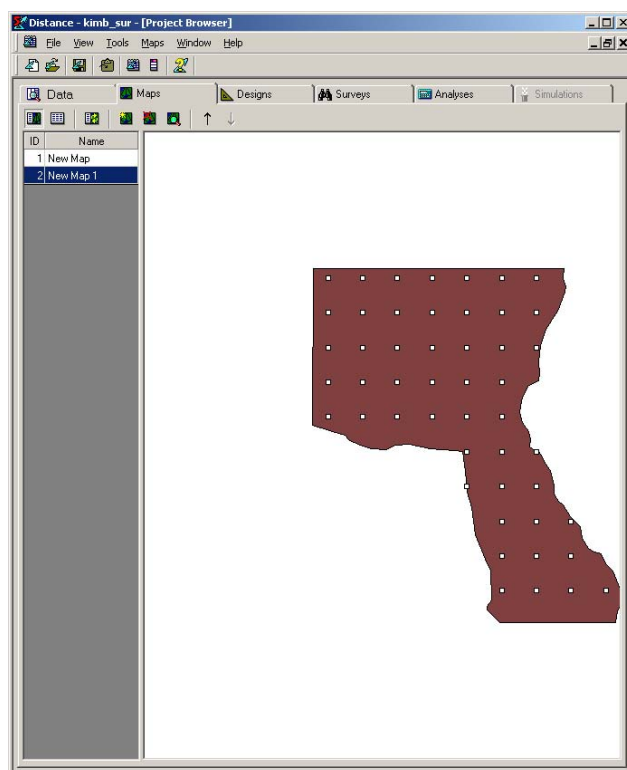 Distance - kimb_sur - [Project Browser]
File View Tools Maps Window Help
Data Maps Designs Surveys Analyses Simulations
ID Name
1 New Map
2 New Map 1